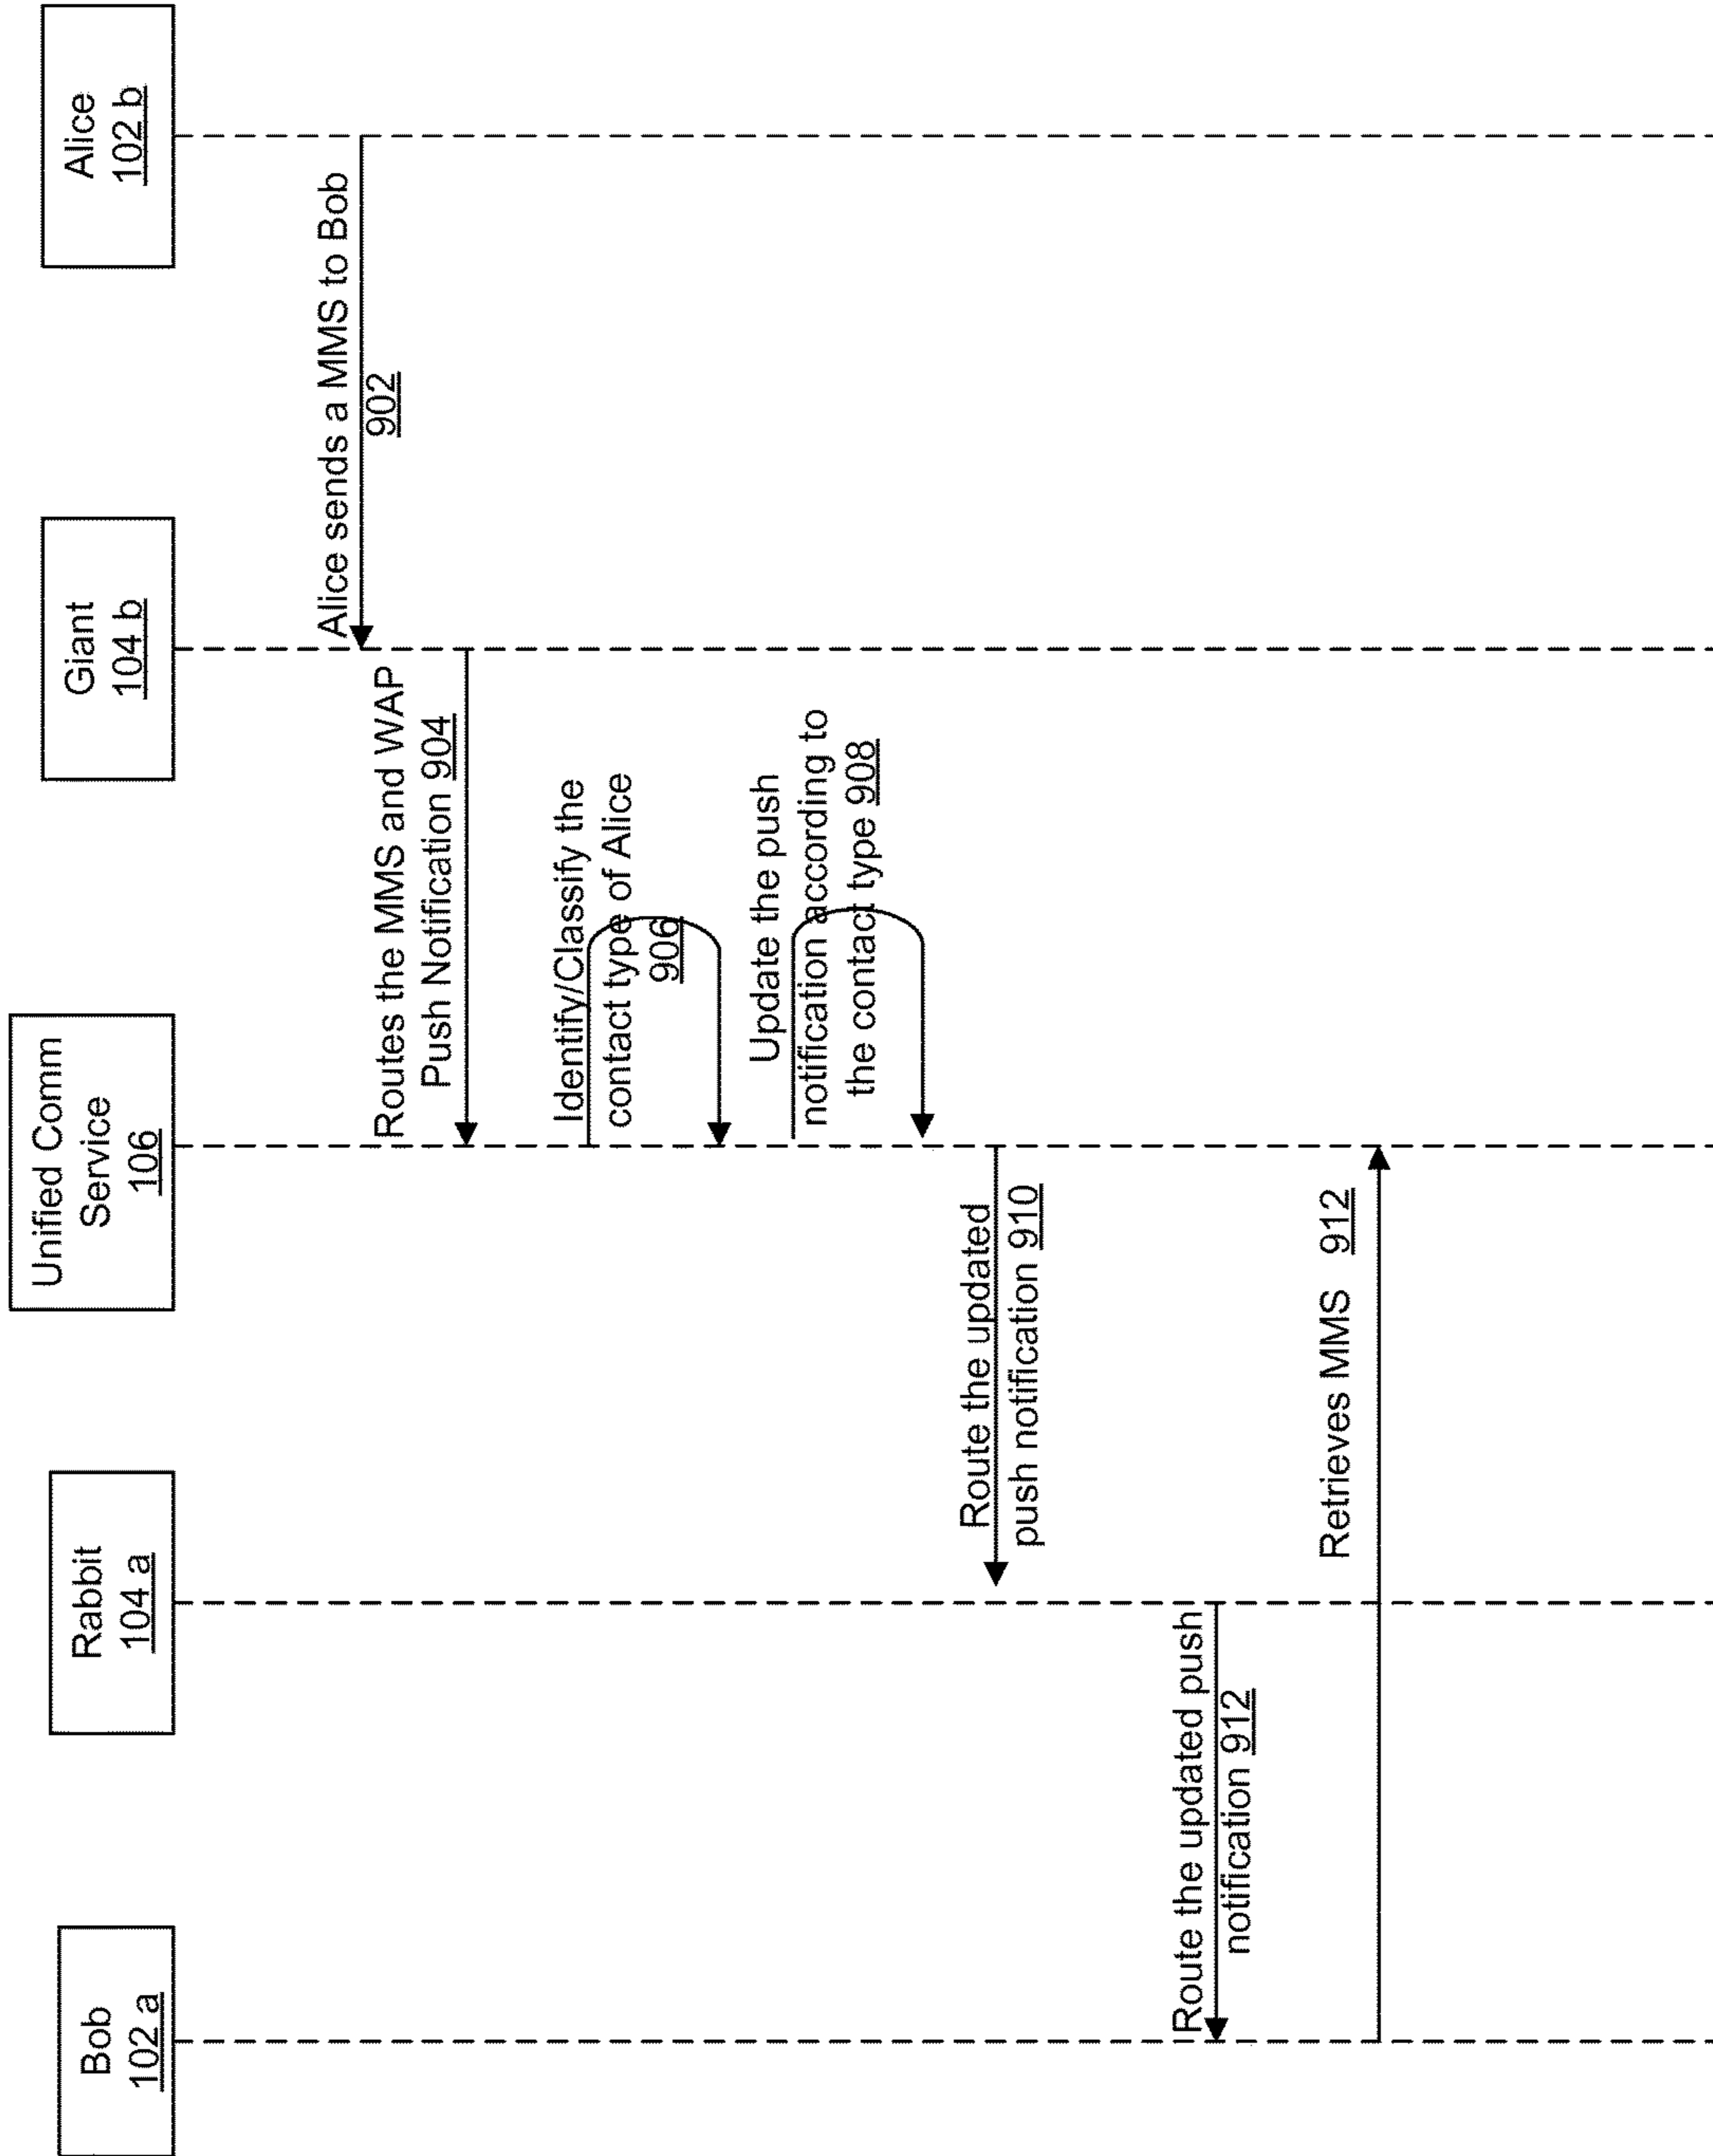 Bob
102 a
Rabbit
104 a
Unified Comm
Service
106
Giant
104 b
Alice
102 b
Alice sends a MMS to Bob
902
Routes the MMS and WAP
Push Notification 904
Identify/Classify the
contact type of Alice
906
Update the push
notification according to
the contact type 908
Route the updated
push notification 910
Route the updated push
notification 912
Retrieves MMS 912